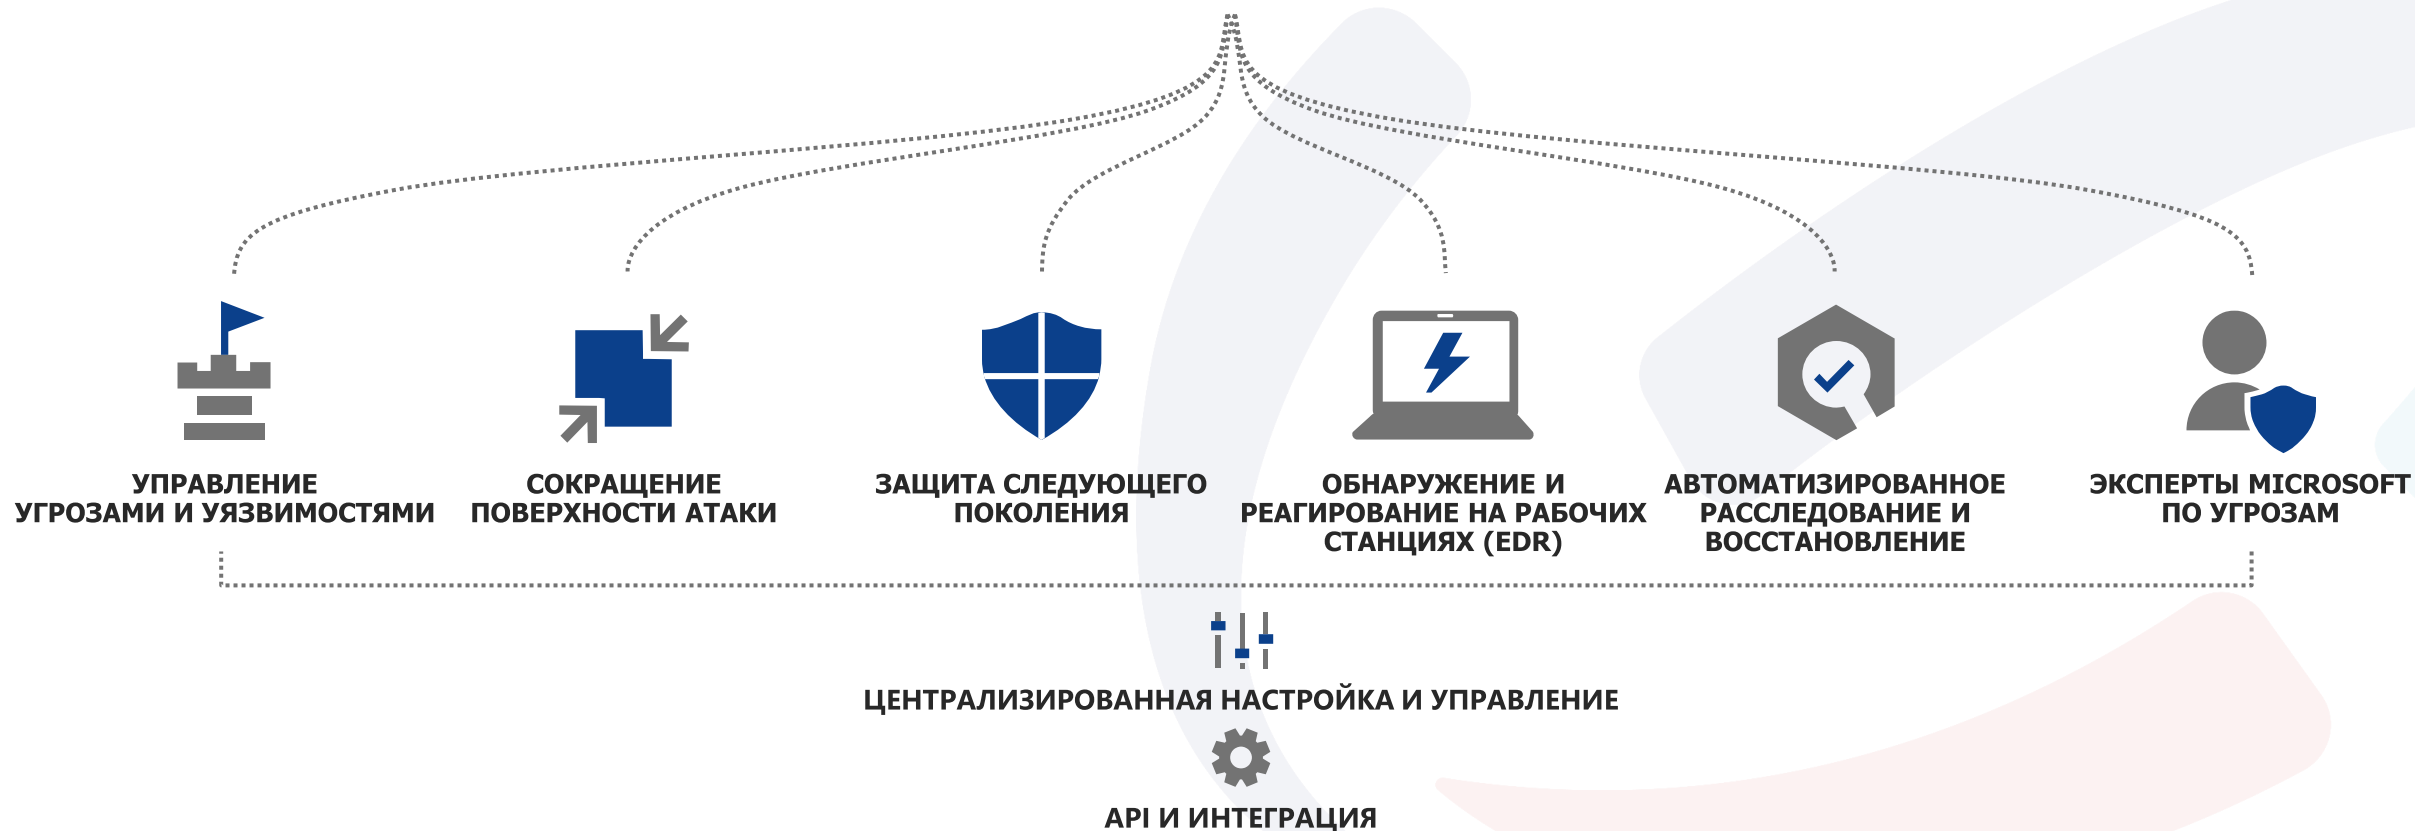 УПРАВЛЕНИЕ
УГРОЗАМИ И УЯЗВИМОСТЯМИ
СОКРАЩЕНИЕ
ПОВЕРХНОСТИ АТАКИ
ЗАЩИТА СЛЕДУЮЩЕГО
ПОКОЛЕНИЯ
ОБНАРУЖЕНИЕ И
РЕАГИРОВАНИЕ НА РАБОЧИХ
СТАНЦИЯХ (EDR)
АВТОМАТИЗИРОВАННОЕ
РАССЛЕДОВАНИЕ И
ВОССТАНОВЛЕНИЕ
ЭКСПЕРТЫ MICROSOFT
ПО УГРОЗАМ
ЦЕНТРАЛИЗИРОВАННАЯ НАСТРОЙКА И УПРАВЛЕНИЕ
API И ИНТЕГРАЦИЯ